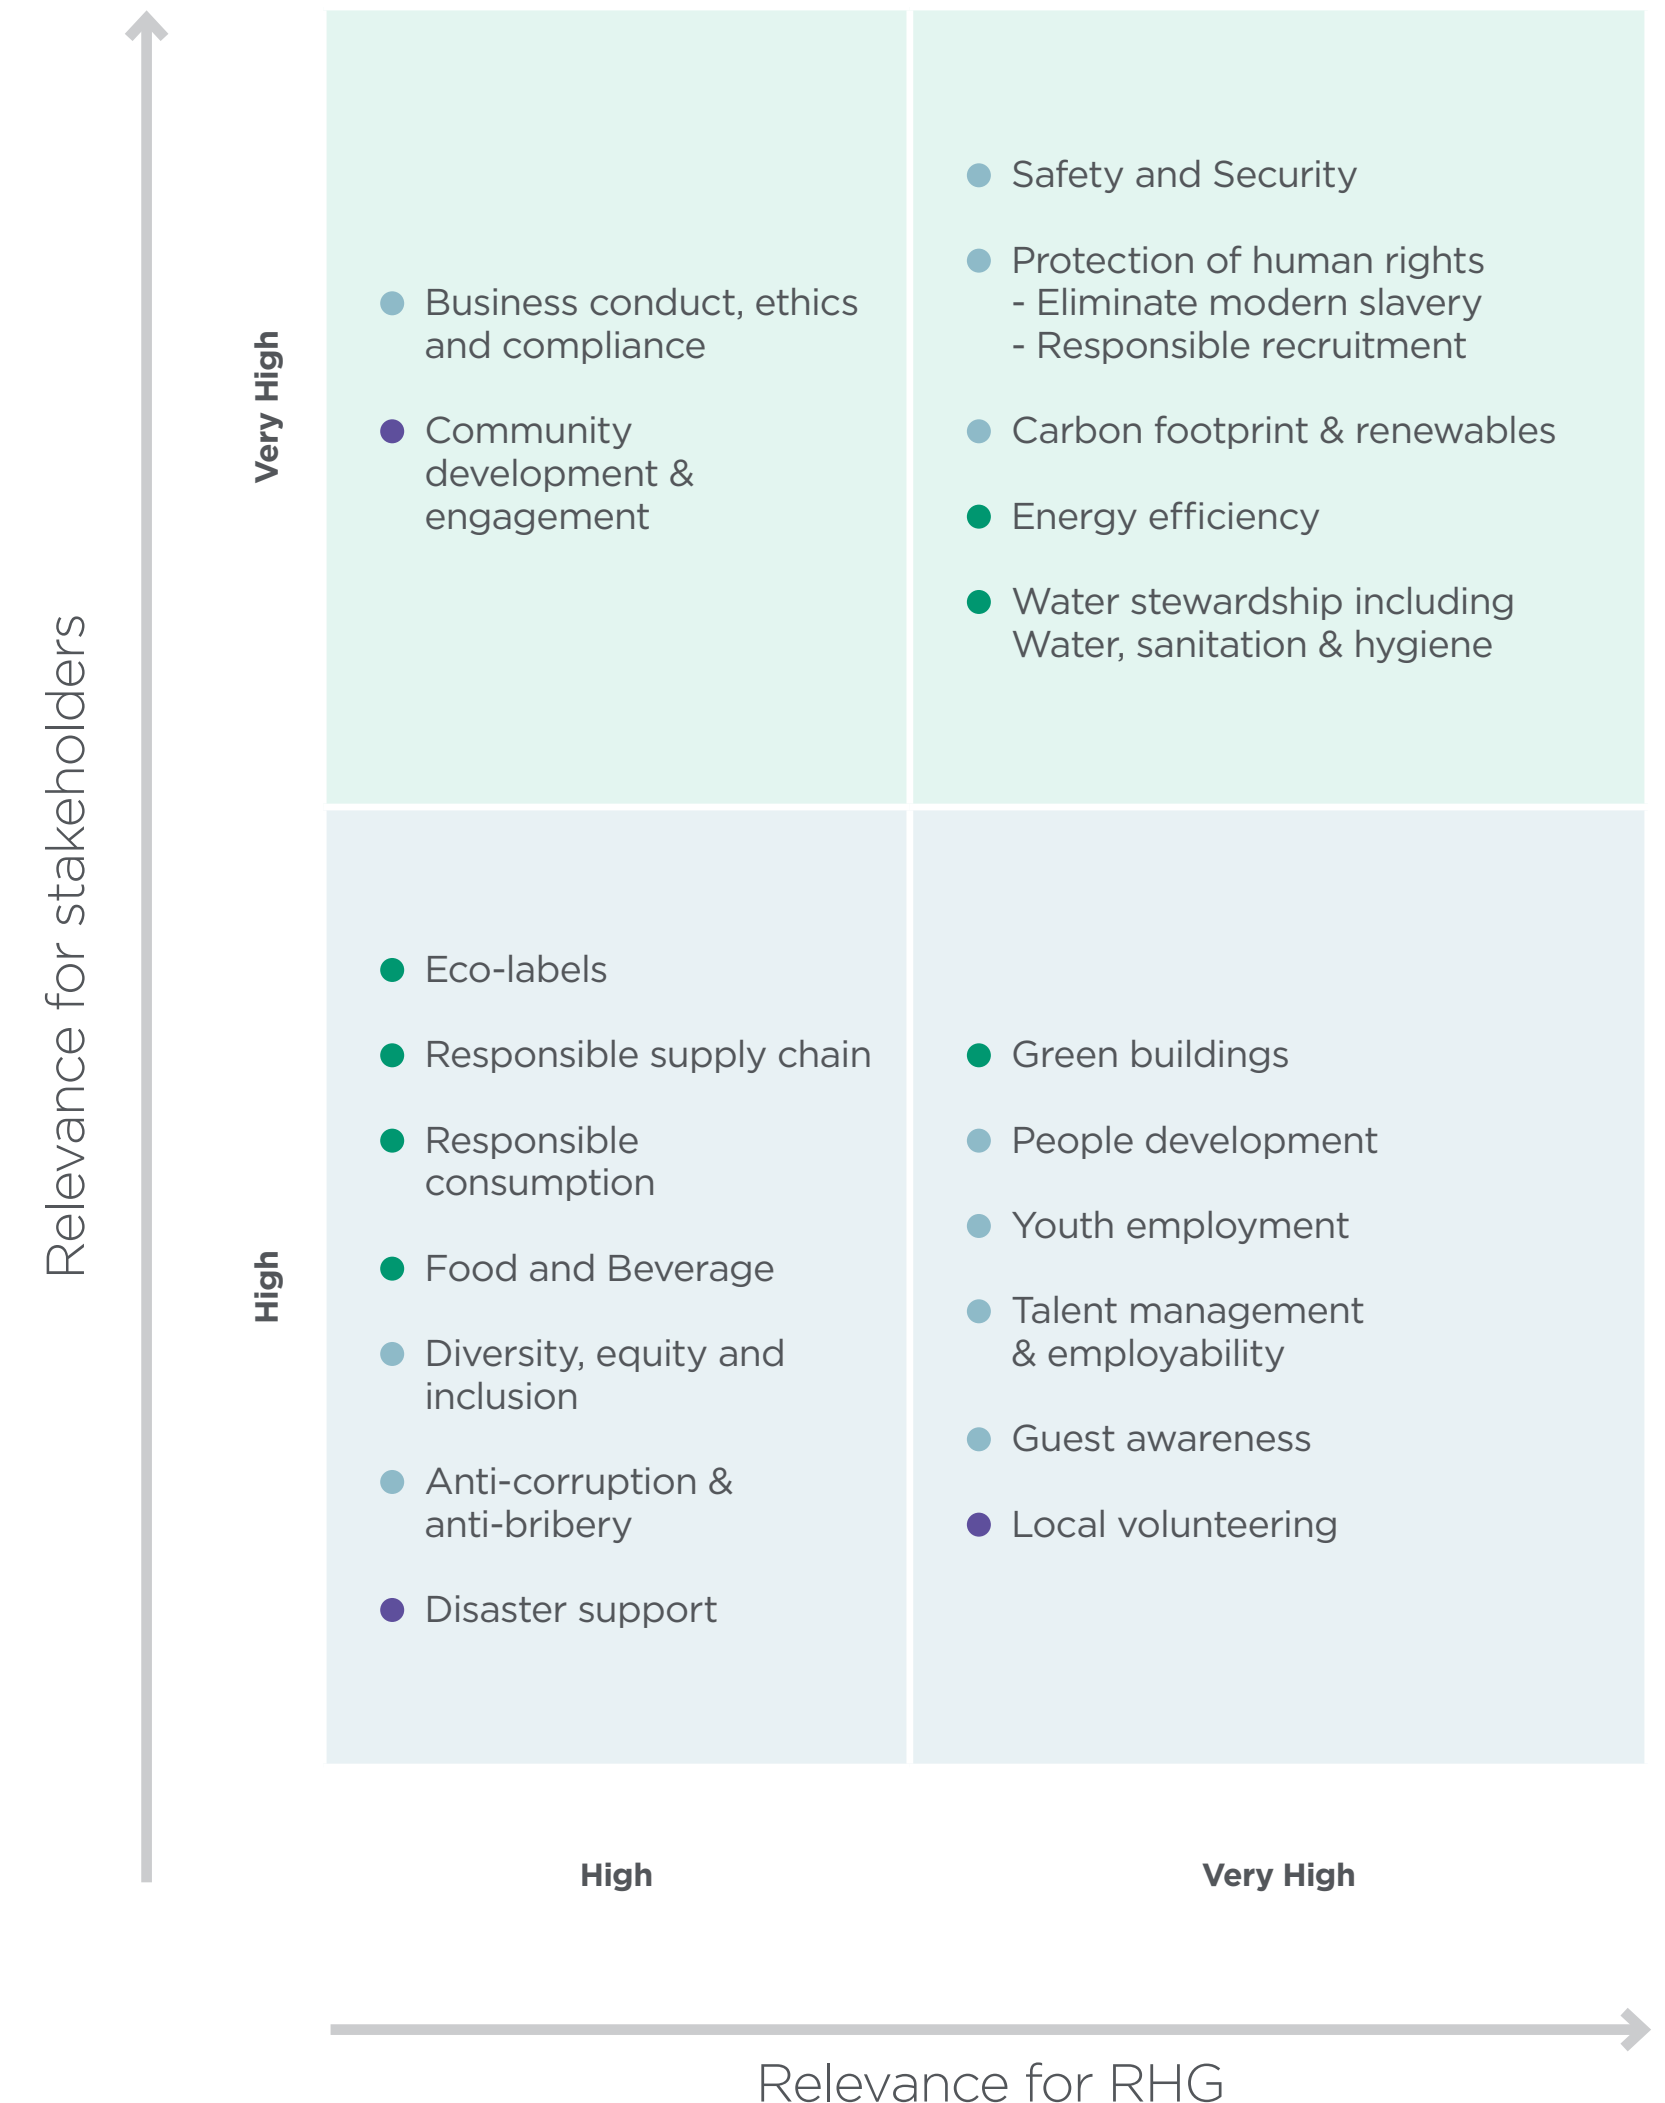 Relevance for stakeholders
Very High
Business conduct, ethics
and compliance
Community
development &
engagement
Safety and Security
Protection of human rights
- Eliminate modern slavery
- Responsible recruitment
Carbon footprint & renewables
Energy efficiency
Water stewardship including
Water, sanitation & hygiene
High
Eco-labels
Responsible supply chain
Responsible
consumption
Food and Beverage
Diversity, equity and
inclusion
Anti-corruption &
anti-bribery
Disaster support
Green buildings
People development
Youth employment
Talent management
& employability
Guest awareness
Local volunteering
High
Very High
Relevance for RHG